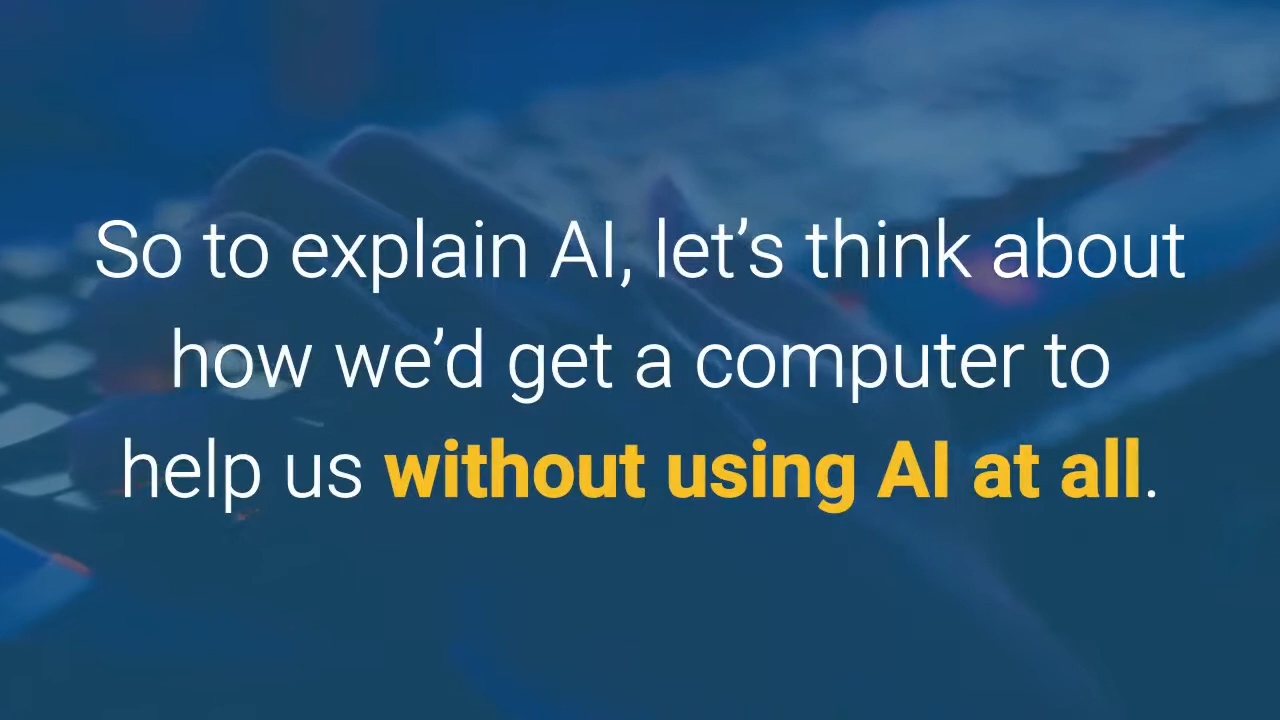 So to explain AI, let’s think about
how we’d get a computer to
help us without using AI at all.